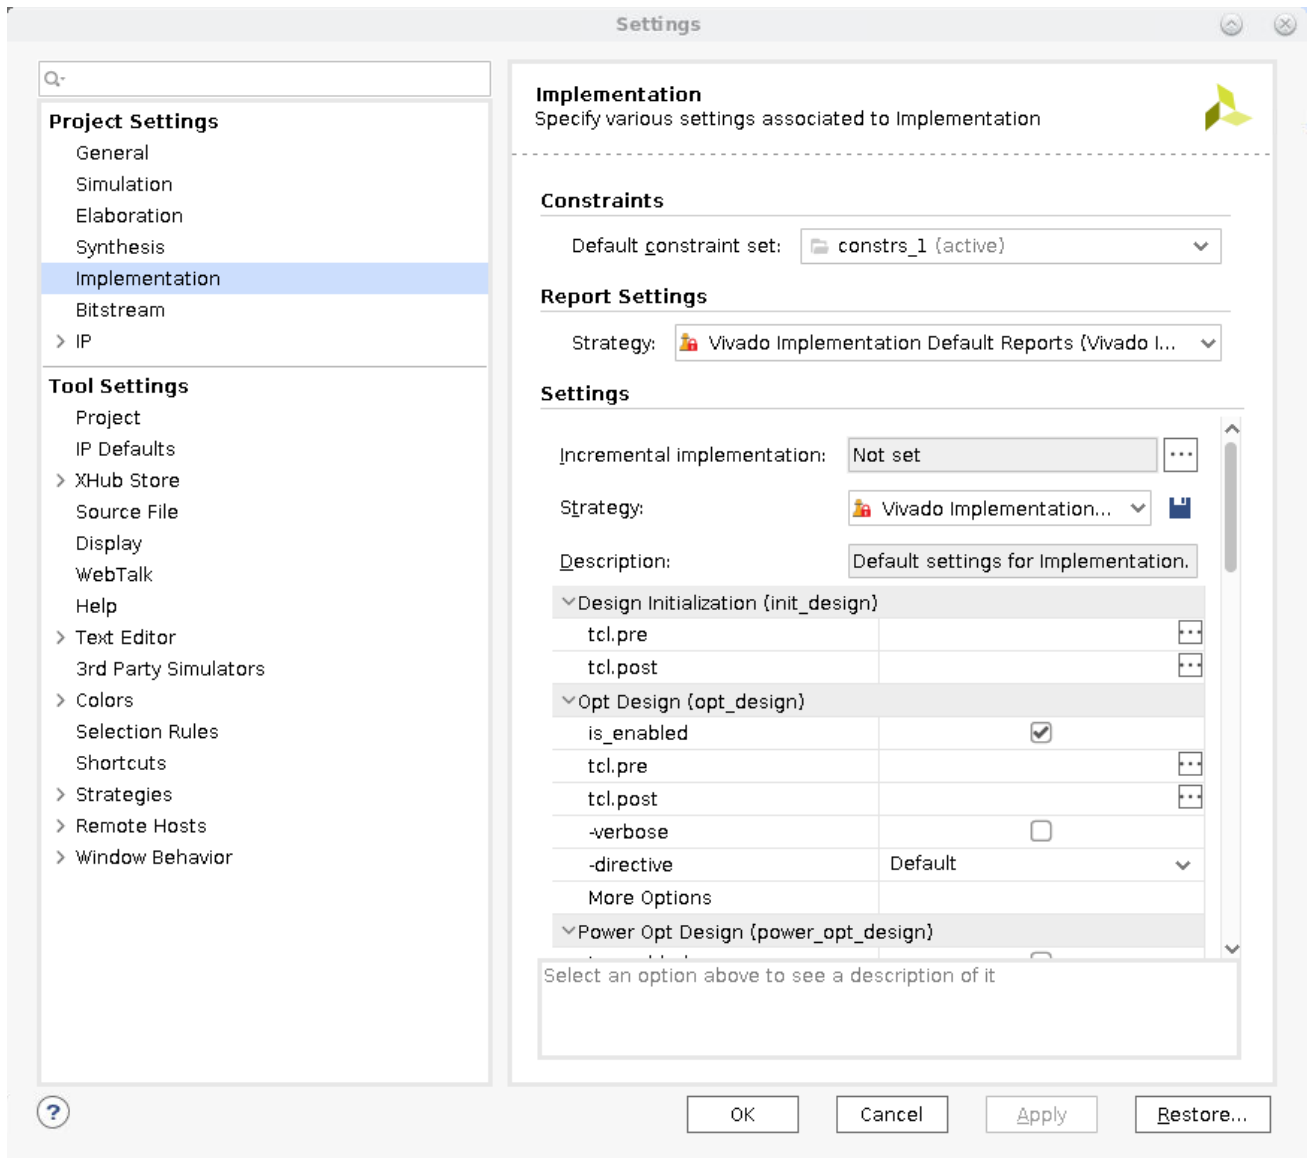 Settings
Project Settings
General
Simulation
Elaboration
Synthesis
Implementation
Bitstream
IP
Tool Settings
Project
IP Defaults
XHub Store
Source File
Display
WebTalk
Help
Text Editor
3rd Party Simulators
Colors
Selection Rules
Shortcuts
Strategies
Remote Hosts
Window Behavior
Implementation
Specify various settings associated to Implementation
Constraints
Default constraint set: constrs_1 (active)
Report Settings
Strategy: Vivado Implementation Default Reports (Vivado I...
Settings
Incremental implementation: Not set ...
Strategy: Vivado Implementation...
Description: Default settings for Implementation.
Design Initialization (init_design)
tcl.pre ...
tcl.post ...
Opt Design (opt_design)
is_enabled
tcl.pre ...
tcl.post ...
-verbose
-directive Default
More Options
Power Opt Design (power_opt_design)
Select an option above to see a description of it
? OK Cancel Apply Restore...